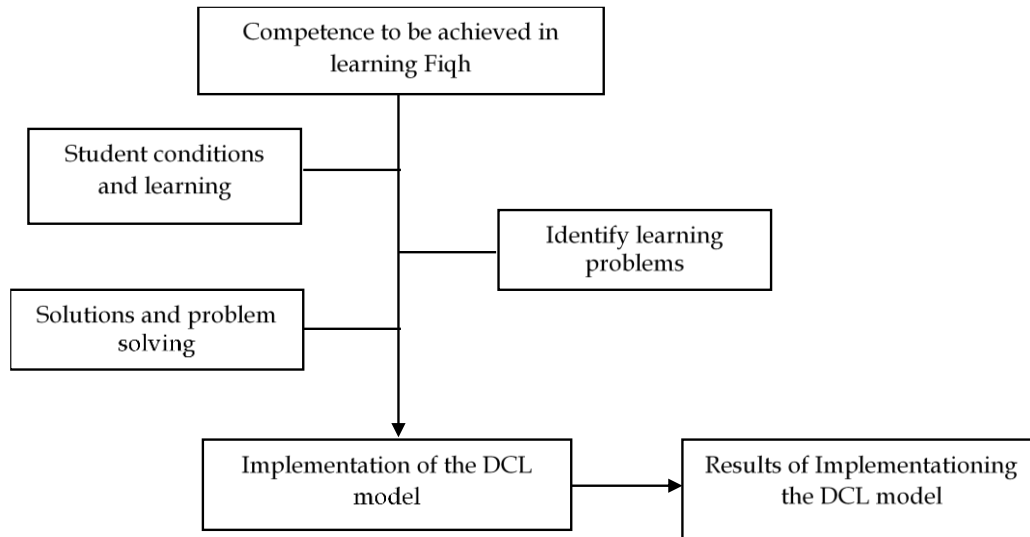 Competence to be achieved in
learning Fiqh
Student conditions
and learning
Identify learning
problems
Solutions and problem
solving
Implementation of the DCL
model
Results of Implementationing
the DCL model